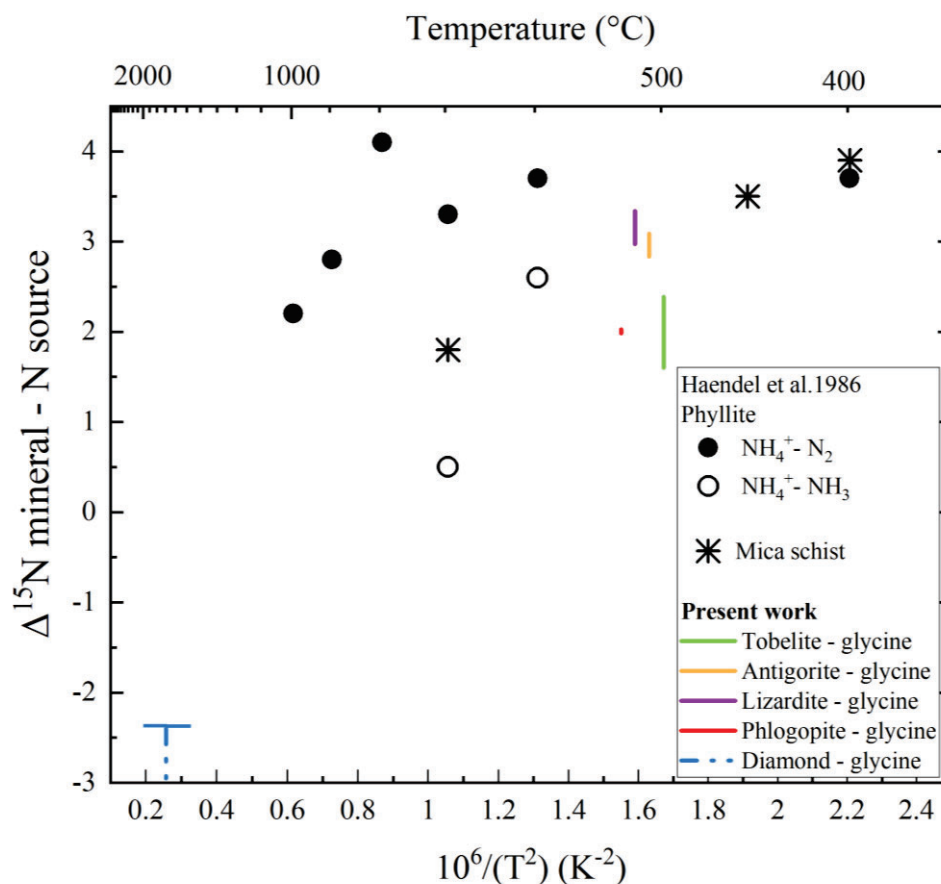 Temperature (°C)
2000 1000 500 400
Δ¹⁵N mineral - N source
4
3
2
1
0
-1
-2
-3
Haendel et al.1986
Phyllite
NH₄⁺- N₂
NH₄⁺- NH₃
Mica schist
Present work
Tobelite - glycine
Antigorite - glycine
Lizardite - glycine
Phlogopite - glycine
Diamond - glycine
0.2 0.4 0.6 0.8 1 1.2 1.4 1.6 1.8 2 2.2 2.4
10⁶/(T²) (K⁻²)